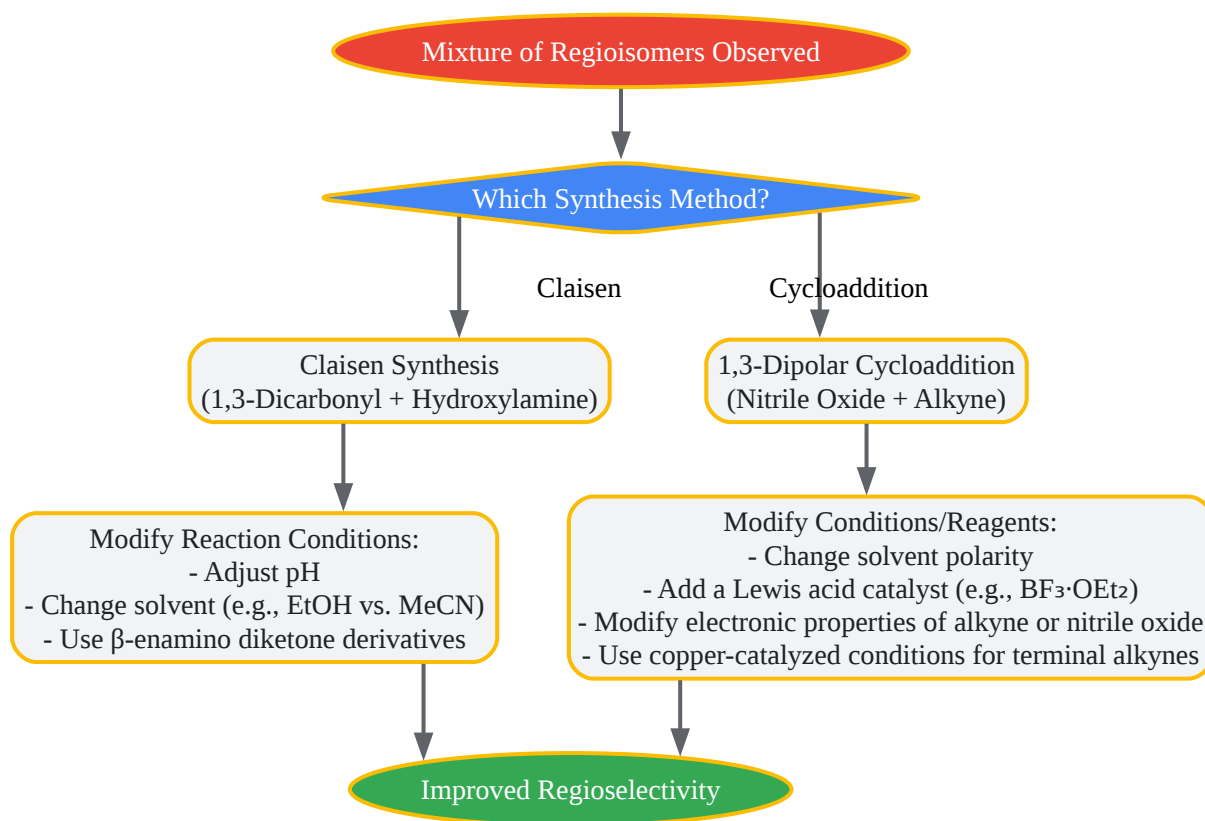 Mixture of Regioisomers Observed
Which Synthesis Method?
Claisen
Cycloaddition
Claisen Synthesis
(1,3-Dicarbonyl + Hydroxylamine)
1,3-Dipolar Cycloaddition
(Nitrile Oxide + Alkyne)
Modify Reaction Conditions:
- Adjust pH
- Change solvent (e.g., EtOH vs. MeCN)
- Use β-enamino diketone derivatives
Modify Conditions/Reagents:
- Change solvent polarity
- Add a Lewis acid catalyst (e.g., BF₃·OEt₂)
- Modify electronic properties of alkyne or nitrile oxide
- Use copper-catalyzed conditions for terminal alkynes
Improved Regioselectivity